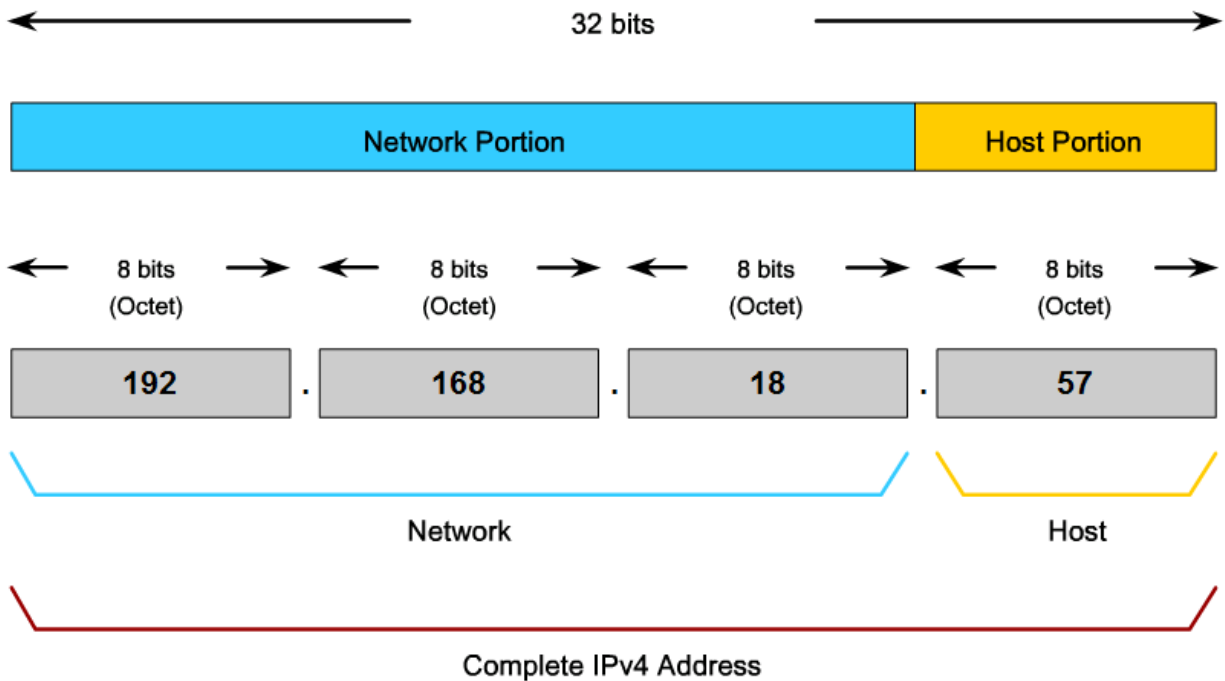 32 bits
Network Portion Host Portion
8 bits 8 bits 8 bits 8 bits
(Octet) (Octet) (Octet) (Octet)
192 . 168 . 18 . 57
Network Host
Complete IPv4 Address